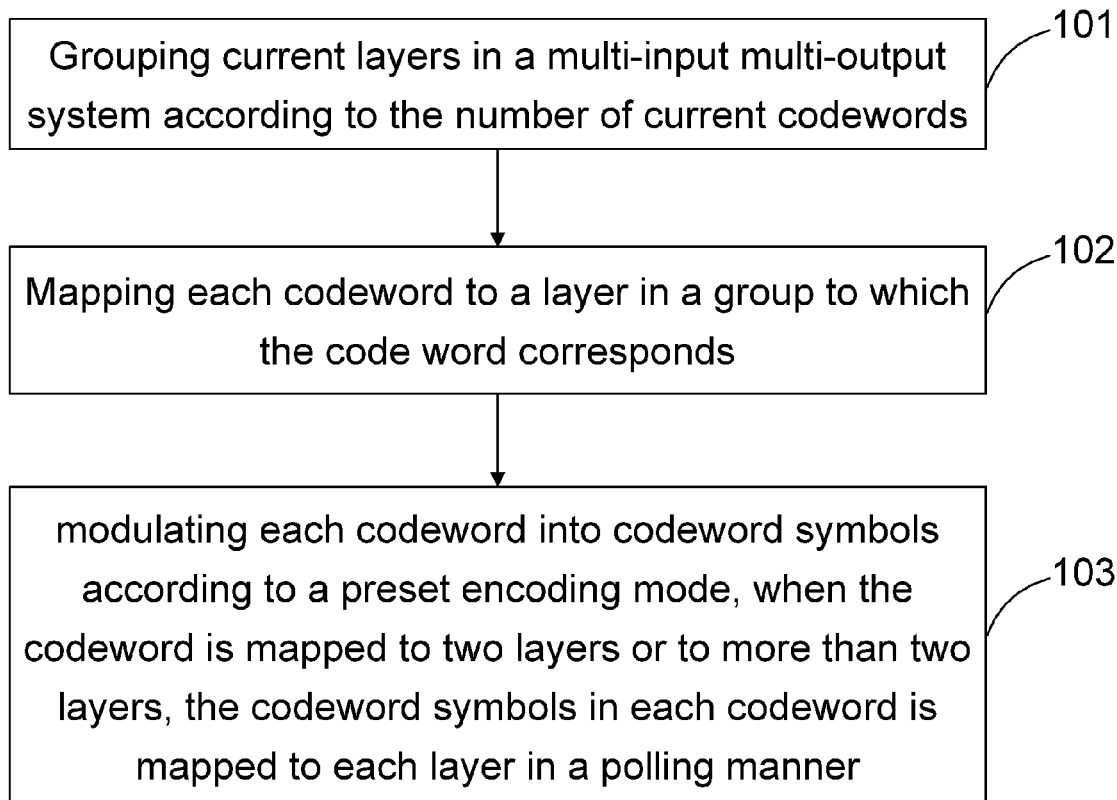 Grouping current layers in a multi-input multi-output
system according to the number of current codewords
101
Mapping each codeword to a layer in a group to which
the code word corresponds
102
modulating each codeword into codeword symbols
according to a preset encoding mode, when the
codeword is mapped to two layers or to more than two
layers, the codeword symbols in each codeword is
mapped to each layer in a polling manner
103